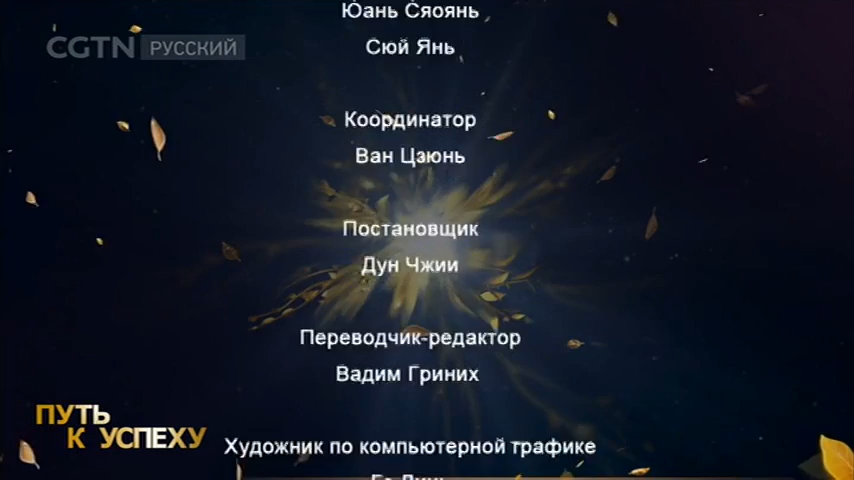 Юань Сяоянь
CGTN РУССКИЙ
Сюй Янь
Координатор
Ван Цзюнь
Постановщик
Дун Чжии
Переводчик-редактор
Вадим Гриних
ПУТЬ
К УСПЕХУ
Художник по компьютерной трафике